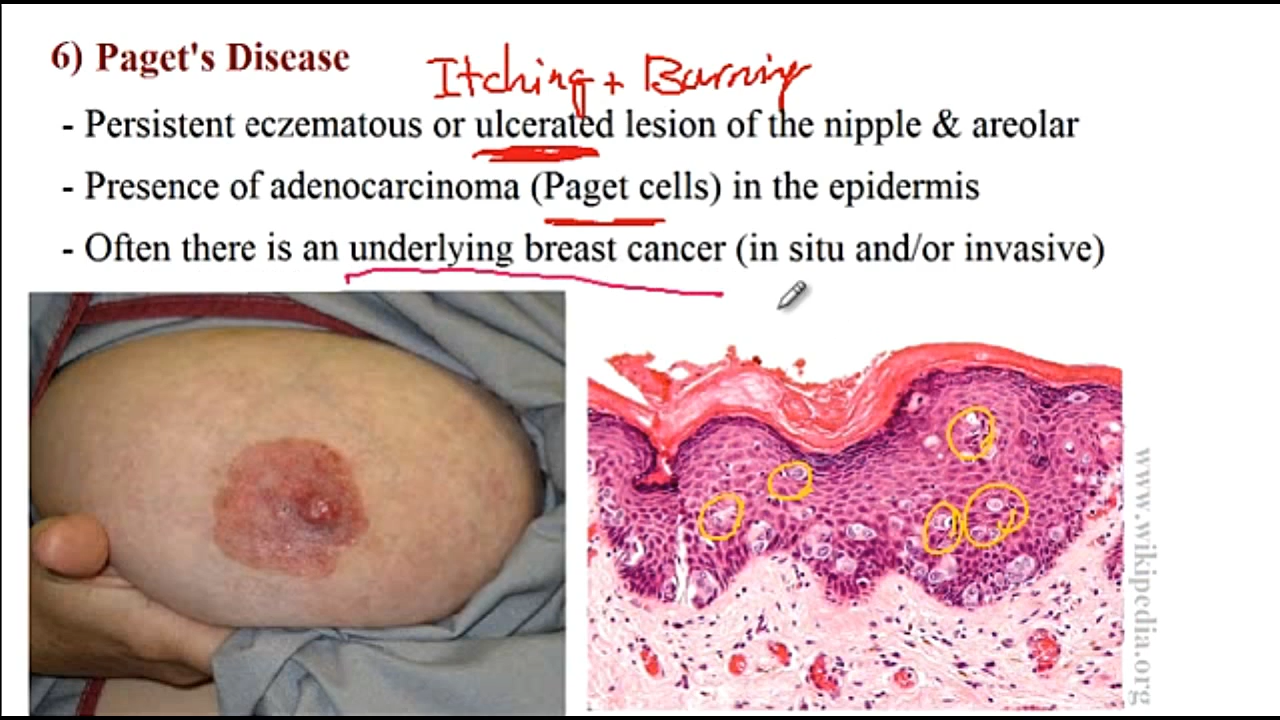 6) Paget's Disease
Itching + Burning
- Persistent eczematous or ulcerated lesion of the nipple & areolar
- Presence of adenocarcinoma (Paget cells) in the epidermis
- Often there is an underlying breast cancer (in situ and/or invasive)
www.wikipedia.org